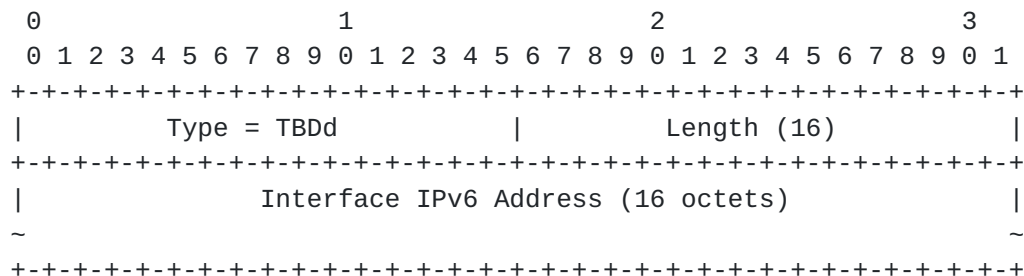 0                   1                   2                   3
0 1 2 3 4 5 6 7 8 9 0 1 2 3 4 5 6 7 8 9 0 1 2 3 4 5 6 7 8 9 0 1
+-+-+-+-+-+-+-+-+-+-+-+-+-+-+-+-+-+-+-+-+-+-+-+-+-+-+-+-+-+-+-+-+
|         Type = TBDd           |         Length (16)           |
+-+-+-+-+-+-+-+-+-+-+-+-+-+-+-+-+-+-+-+-+-+-+-+-+-+-+-+-+-+-+-+-+
|               Interface IPv6 Address (16 octets)              |
~                                                               ~
+-+-+-+-+-+-+-+-+-+-+-+-+-+-+-+-+-+-+-+-+-+-+-+-+-+-+-+-+-+-+-+-+